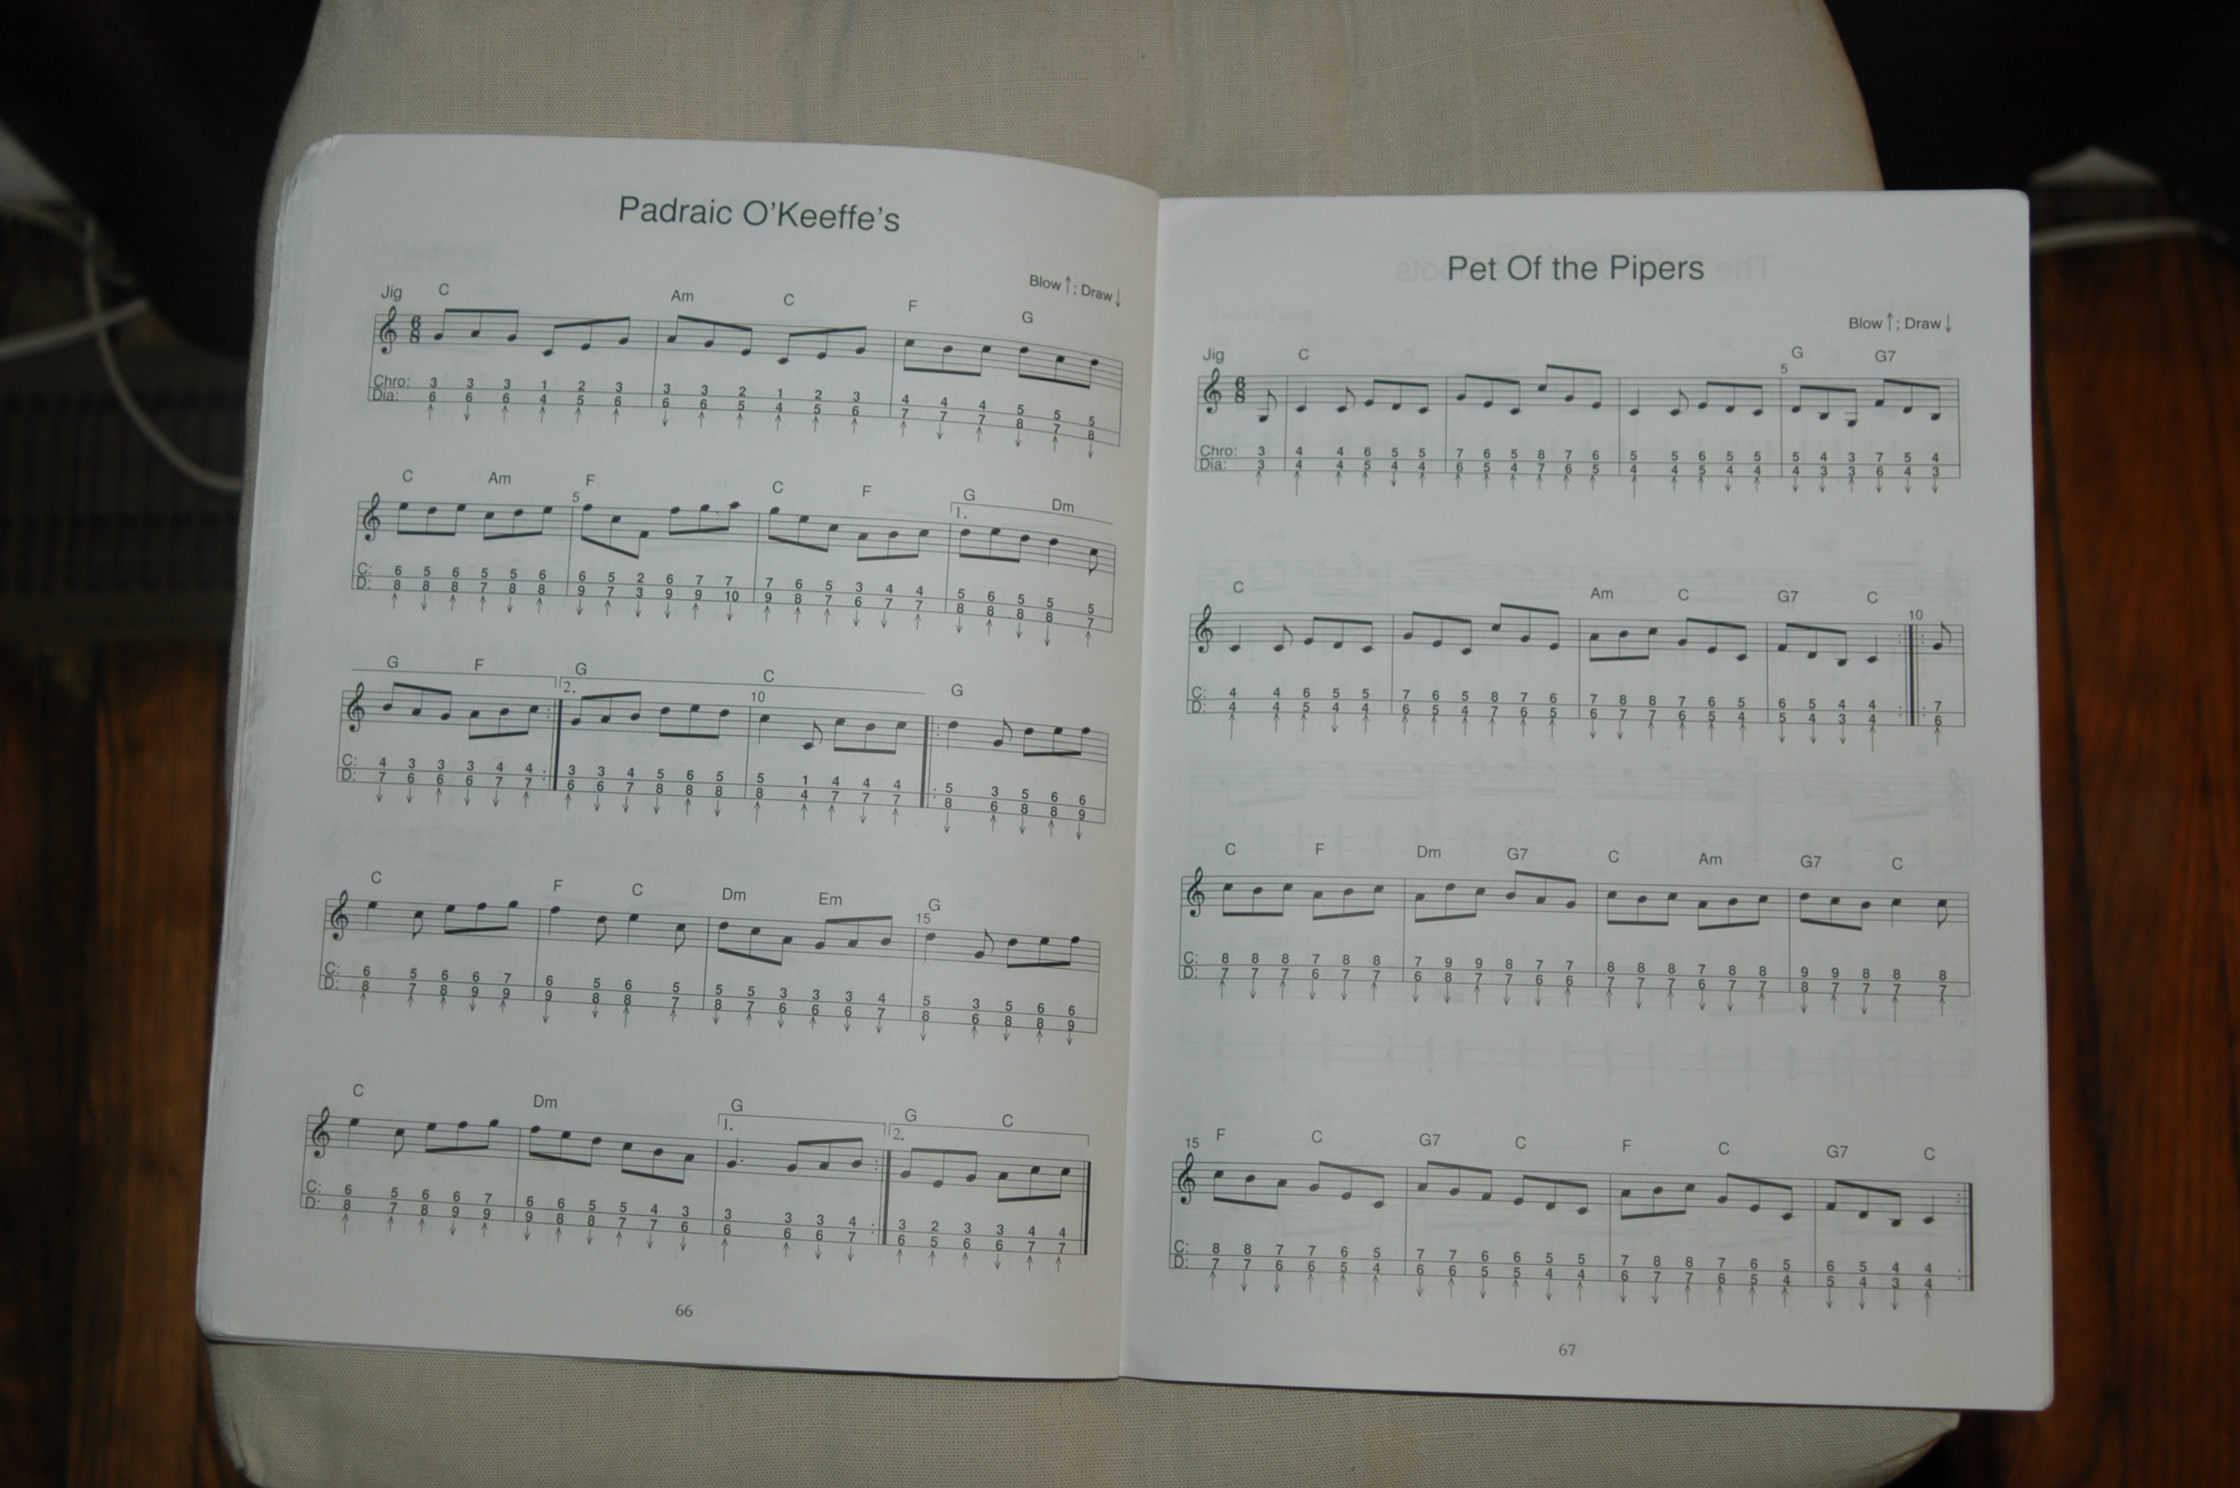 Padraic O'Keeffe's
Blow ↑; Draw ↓
Jig C Am C F G
6
8
Chro: 3 3 3 1 2 3 3 3 2 1 2 3 4 4 4 5 5 5
Dia: 6 6 6 4 5 6 6 6 5 4 5 6 7 7 7 8 7 8
C Am F C F G Dm
5 1.
C: 6 5 6 5 5 6 6 5 2 6 7 7 7 6 5 3 4 4 5 6 5 5 5
D: 8 8 8 7 8 8 9 7 3 9 9 10 9 8 7 6 7 7 8 8 8 8 7
G F G C G
2. 10
C: 4 3 3 3 4 4 3 3 4 5 6 5 5 1 4 4 4 5 3 5 6 6
D: 7 6 6 6 7 7 6 6 7 8 8 8 8 4 7 7 7 8 6 8 8 9
C F C Dm Em G
15
C: 6 5 6 6 7 6 5 6 5 5 5 3 3 3 4 5 3 5 6 6
D: 8 7 8 9 9 9 8 8 7 8 7 6 6 6 7 8 6 8 8 9
C Dm G G C
1. 2.
C: 6 5 6 6 7 6 6 5 5 4 3 3 3 3 4 3 2 3 3 4 4
D: 8 7 8 9 9 9 8 8 7 7 6 6 6 6 7 6 5 6 6 7 7
66
Pet Of the Pipers
Blow ↑; Draw ↓
Jig C G G7
5
6
8
Chro: 3 4 4 6 5 5 7 6 5 8 7 6 5 5 6 5 5 5 4 3 7 5 4
Dia: 3 4 4 5 4 4 6 5 4 7 6 5 4 4 5 4 4 4 3 3 6 4 3
C Am C G7 C
10
C: 4 4 6 5 5 7 6 5 8 7 6 7 8 8 7 6 5 6 5 4 4 7
D: 4 4 5 4 4 6 5 4 7 6 5 6 7 7 6 5 4 5 4 3 4 6
C F Dm G7 C Am G7 C
C: 8 8 8 7 8 8 7 9 9 8 7 7 8 8 8 7 8 8 9 9 8 8 8
D: 7 7 7 6 7 7 6 8 7 7 6 6 7 7 7 6 7 7 8 7 7 7 7
15 F C G7 C F C G7 C
C: 8 8 7 7 6 5 7 7 6 6 5 5 7 8 8 7 6 5 6 5 4 4
D: 7 7 6 6 5 4 6 6 5 5 4 4 6 7 7 6 5 4 5 4 3 4
67